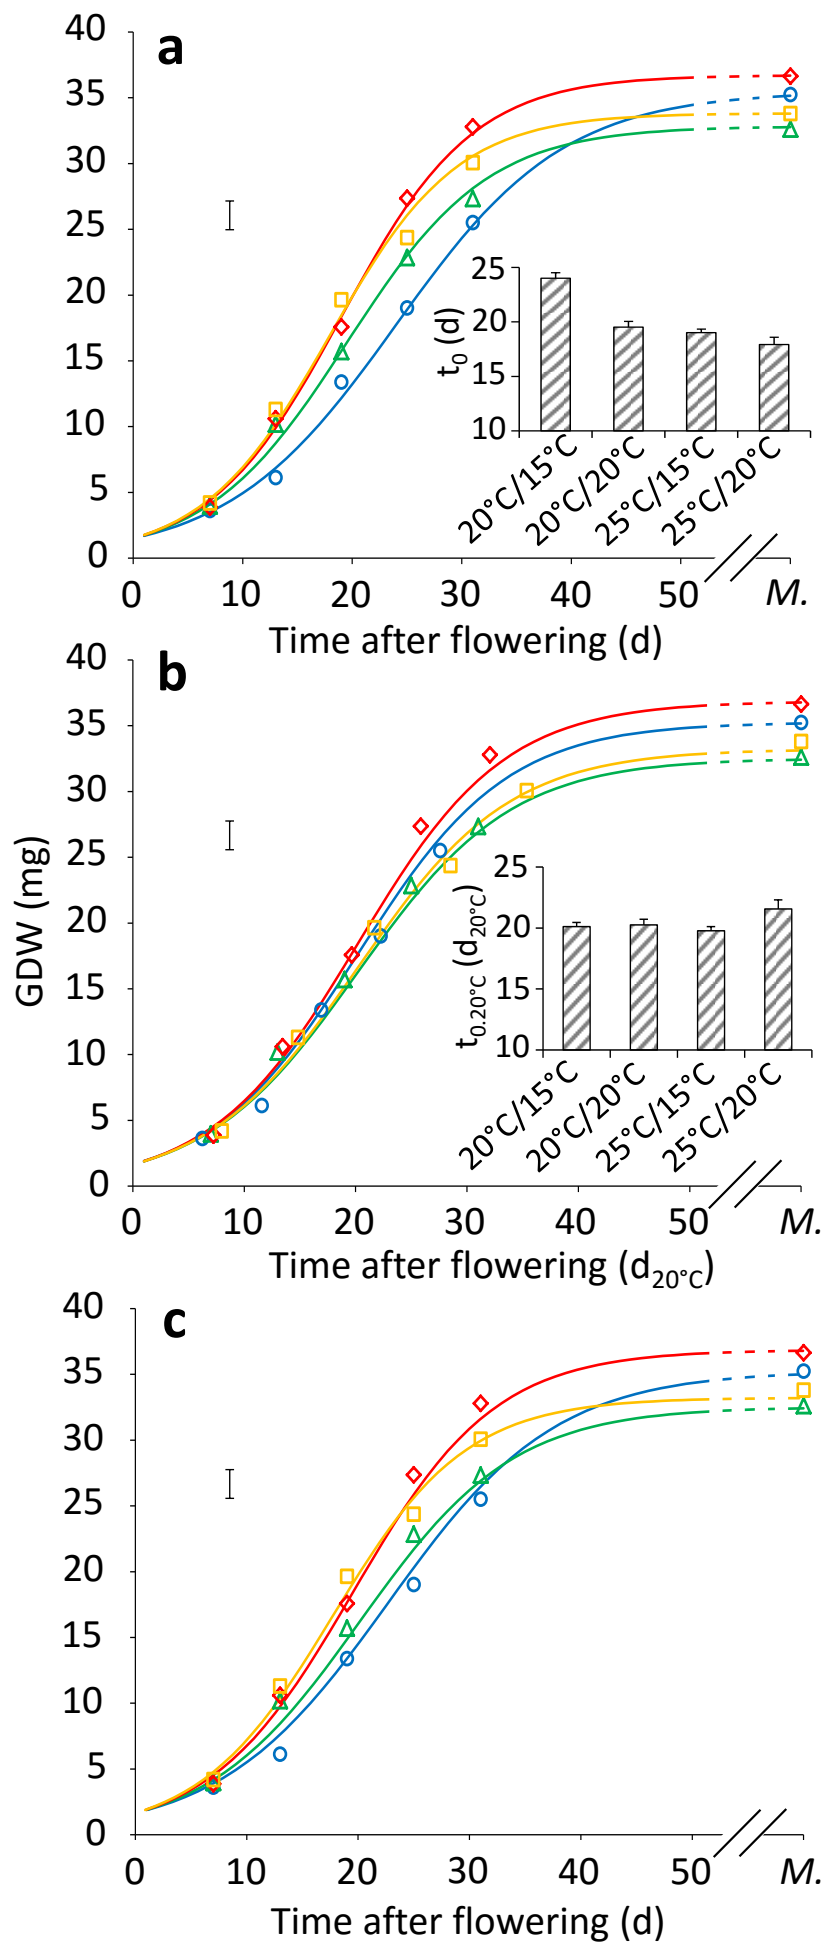 a
40
35
30
25
20
15
10
5
0
t0 (d)
25
20
15
10
20°C/15°C
20°C/20°C
25°C/15°C
25°C/20°C
0 10 20 30 40 50 M.
Time after flowering (d)
b
GDW (mg)
40
35
30
25
20
15
10
5
0
t0.20°C (d20°C)
25
20
15
10
20°C/15°C
20°C/20°C
25°C/15°C
25°C/20°C
0 10 20 30 40 50 M.
Time after flowering (d20°C)
c
40
35
30
25
20
15
10
5
0
0 10 20 30 40 50 M.
Time after flowering (d)